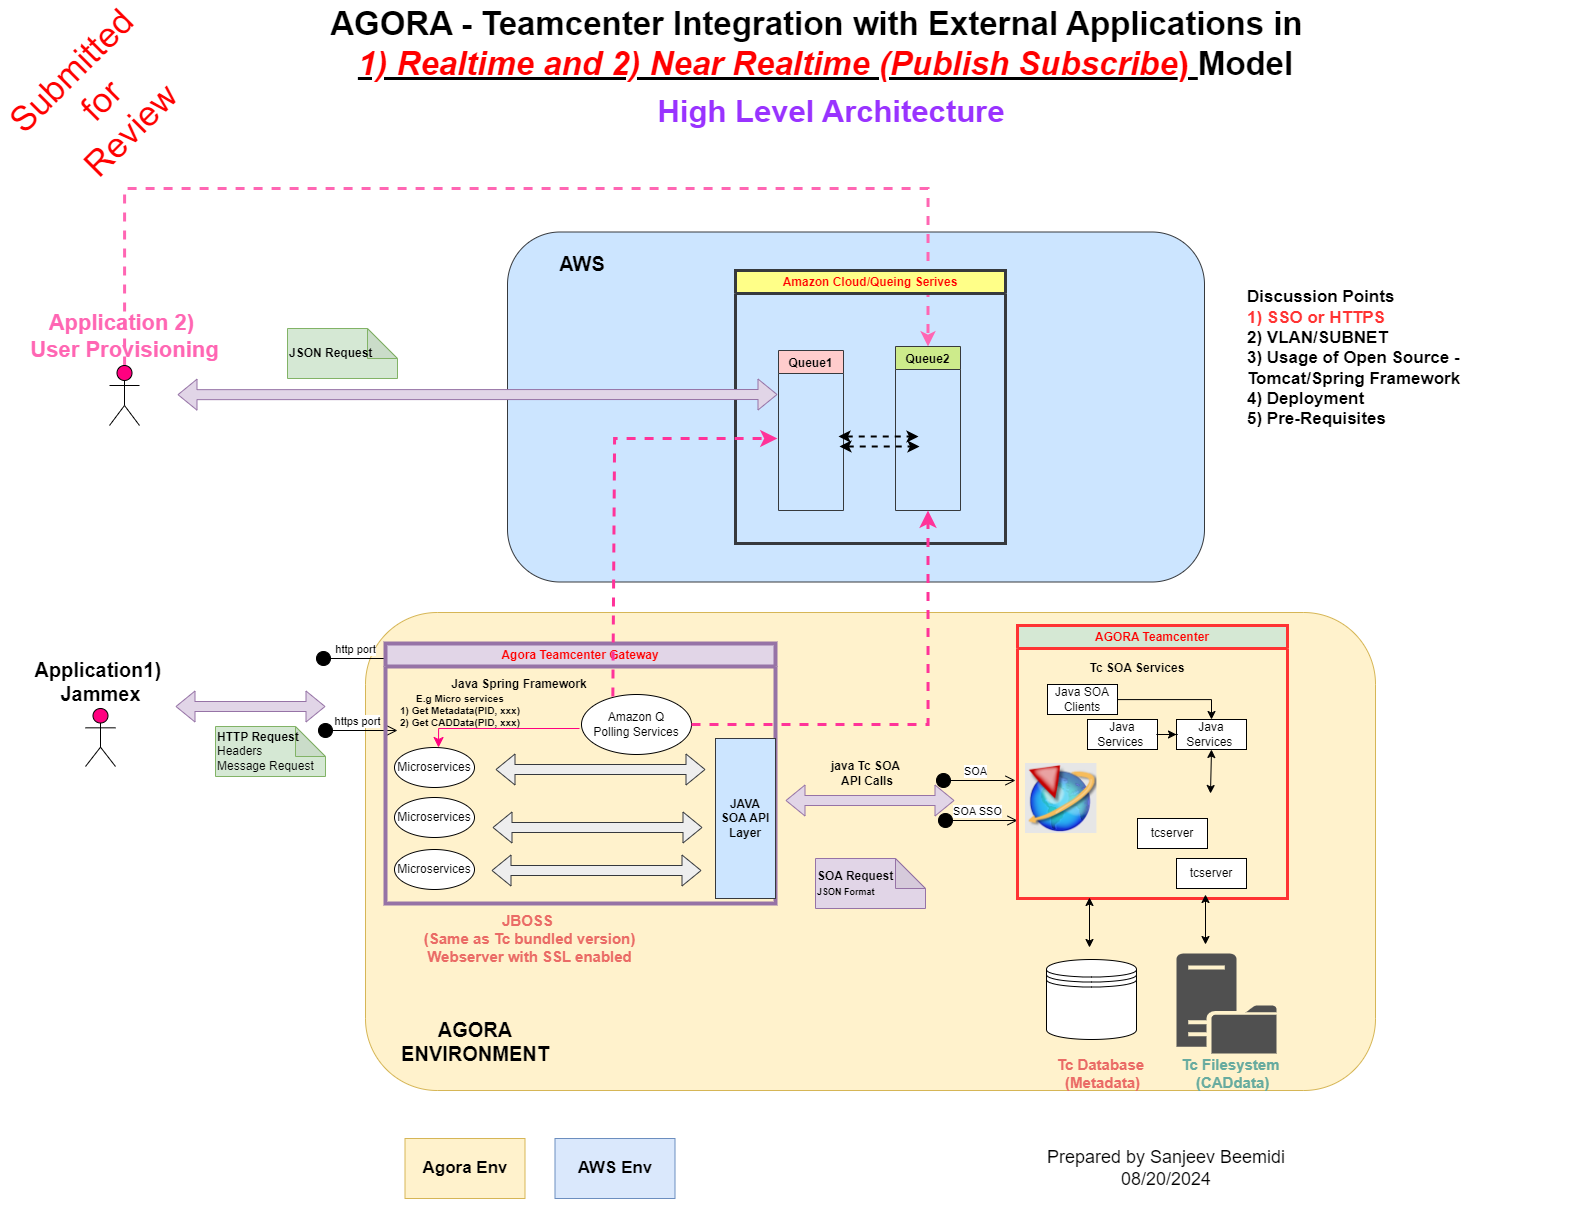 AGORA - Teamcenter Integration with External Applications in
1) Realtime and 2) Near Realtime (Publish Subscribe) Model
High Level Architecture
Submitted
for
Review
AWS
Amazon Cloud/Queing Serives
Queue1
Queue2
Application 2)
User Provisioning
JSON Request
Discussion Points
1) SSO or HTTPS
2) VLAN/SUBNET
3) Usage of Open Source -
Tomcat/Spring Framework
4) Deployment
5) Pre-Requisites
Application1)
Jammex
http port
https port
HTTP Request
Headers
Message Request
Agora Teamcenter Gateway
Java Spring Framework
E.g Micro services
1) Get Metadata(PID, xxx)
2) Get CADData(PID, xxx)
Amazon Q
Polling Services
Microservices
Microservices
Microservices
JAVA
SOA API
Layer
JBOSS
(Same as Tc bundled version)
Webserver with SSL enabled
java Tc SOA
API Calls
SOA
SOA SSO
SOA Request
JSON Format
AGORA Teamcenter
Tc SOA Services
Java SOA
Clients
Java
Services
Java
Services
tcserver
tcserver
Tc Database
(Metadata)
Tc Filesystem
(CADdata)
AGORA
ENVIRONMENT
Agora Env
AWS Env
Prepared by Sanjeev Beemidi
08/20/2024